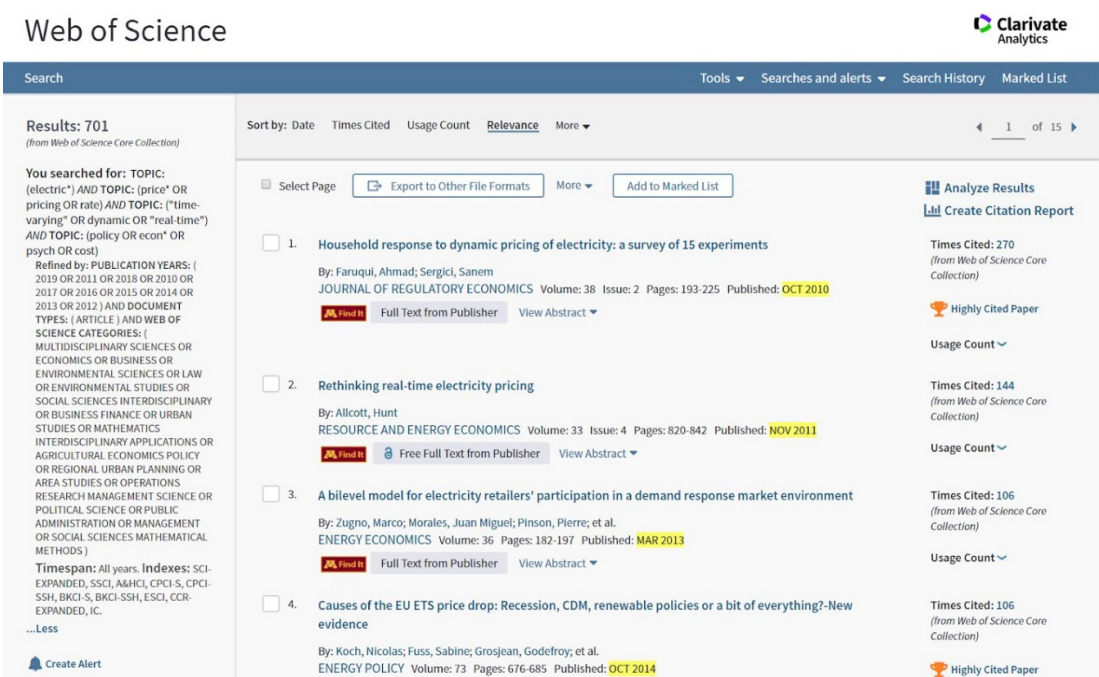 Web of Science
Clarivate
Analytics
Search
Tools
Searches and alerts
Search History
Marked List
Results: 701
(from Web of Science Core Collection)
You searched for: TOPIC:
(electric*) AND TOPIC: (price* OR
pricing OR rate) AND TOPIC: ("time-
varying" OR dynamic OR "real-time")
AND TOPIC: (policy OR econ* OR
psych OR cost)
Refined by: PUBLICATION YEARS: (
2019 OR 2011 OR 2018 OR 2010 OR
2017 OR 2016 OR 2015 OR 2014 OR
2013 OR 2012 ) AND DOCUMENT
TYPES: ( ARTICLE ) AND WEB OF
SCIENCE CATEGORIES: (
MULTIDISCIPLINARY SCIENCES OR
ECONOMICS OR BUSINESS OR
ENVIRONMENTAL SCIENCES OR LAW
OR ENVIRONMENTAL STUDIES OR
SOCIAL SCIENCES INTERDISCIPLINARY
OR BUSINESS FINANCE OR URBAN
STUDIES OR MATHEMATICS
INTERDISCIPLINARY APPLICATIONS OR
AGRICULTURAL ECONOMICS POLICY
OR REGIONAL URBAN PLANNING OR
AREA STUDIES OR OPERATIONS
RESEARCH MANAGEMENT SCIENCE OR
POLITICAL SCIENCE OR PUBLIC
ADMINISTRATION OR MANAGEMENT
OR SOCIAL SCIENCES MATHEMATICAL
METHODS )
Timespan: All years. Indexes: SCI-
EXPANDED, SSCI, A&HCI, CPCI-S, CPCI-
SSH, BKCI-S, BKCI-SSH, ESCI, CCR-
EXPANDED, IC.
...Less
Create Alert
Sort by: Date Times Cited Usage Count Relevance More
1 of 15
Select Page
Export to Other File Formats
More
Add to Marked List
Analyze Results
Create Citation Report
1. Household response to dynamic pricing of electricity: a survey of 15 experiments
By: Faruqui, Ahmad; Sergici, Sanem
JOURNAL OF REGULATORY ECONOMICS Volume: 38 Issue: 2 Pages: 193-225 Published: OCT 2010
M Find It Full Text from Publisher View Abstract
Times Cited: 270
(from Web of Science Core
Collection)
Highly Cited Paper
Usage Count
2. Rethinking real-time electricity pricing
By: Allcott, Hunt
RESOURCE AND ENERGY ECONOMICS Volume: 33 Issue: 4 Pages: 820-842 Published: NOV 2011
M Find It Free Full Text from Publisher View Abstract
Times Cited: 144
(from Web of Science Core
Collection)
Usage Count
3. A bilevel model for electricity retailers' participation in a demand response market environment
By: Zugno, Marco; Morales, Juan Miguel; Pinson, Pierre; et al.
ENERGY ECONOMICS Volume: 36 Pages: 182-197 Published: MAR 2013
M Find It Full Text from Publisher View Abstract
Times Cited: 106
(from Web of Science Core
Collection)
Usage Count
4. Causes of the EU ETS price drop: Recession, CDM, renewable policies or a bit of everything?-New
evidence
By: Koch, Nicolas; Fuss, Sabine; Grosjean, Godefroy; et al.
ENERGY POLICY Volume: 73 Pages: 676-685 Published: OCT 2014
Times Cited: 106
(from Web of Science Core
Collection)
Highly Cited Paper